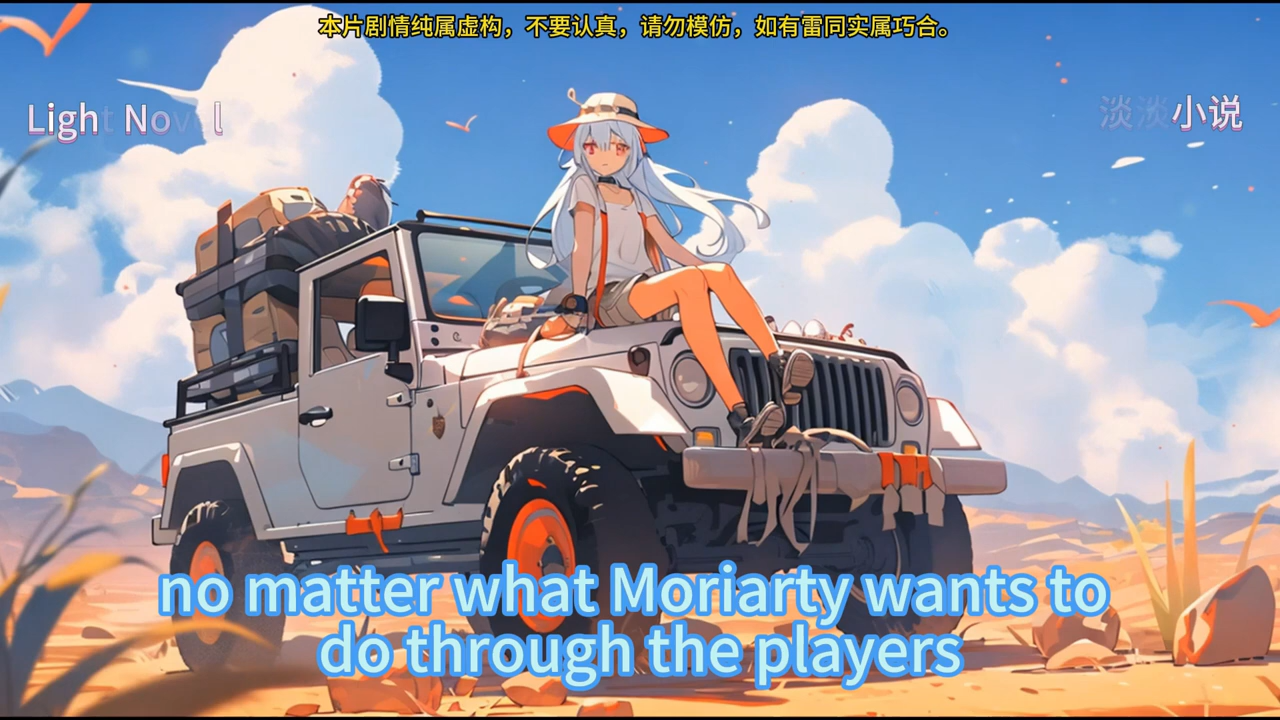 本片剧情纯属虚构，不要认真，请勿模仿，如有雷同实属巧合。
Light Novel
淡淡小说
no matter what Moriarty wants to
do through the players